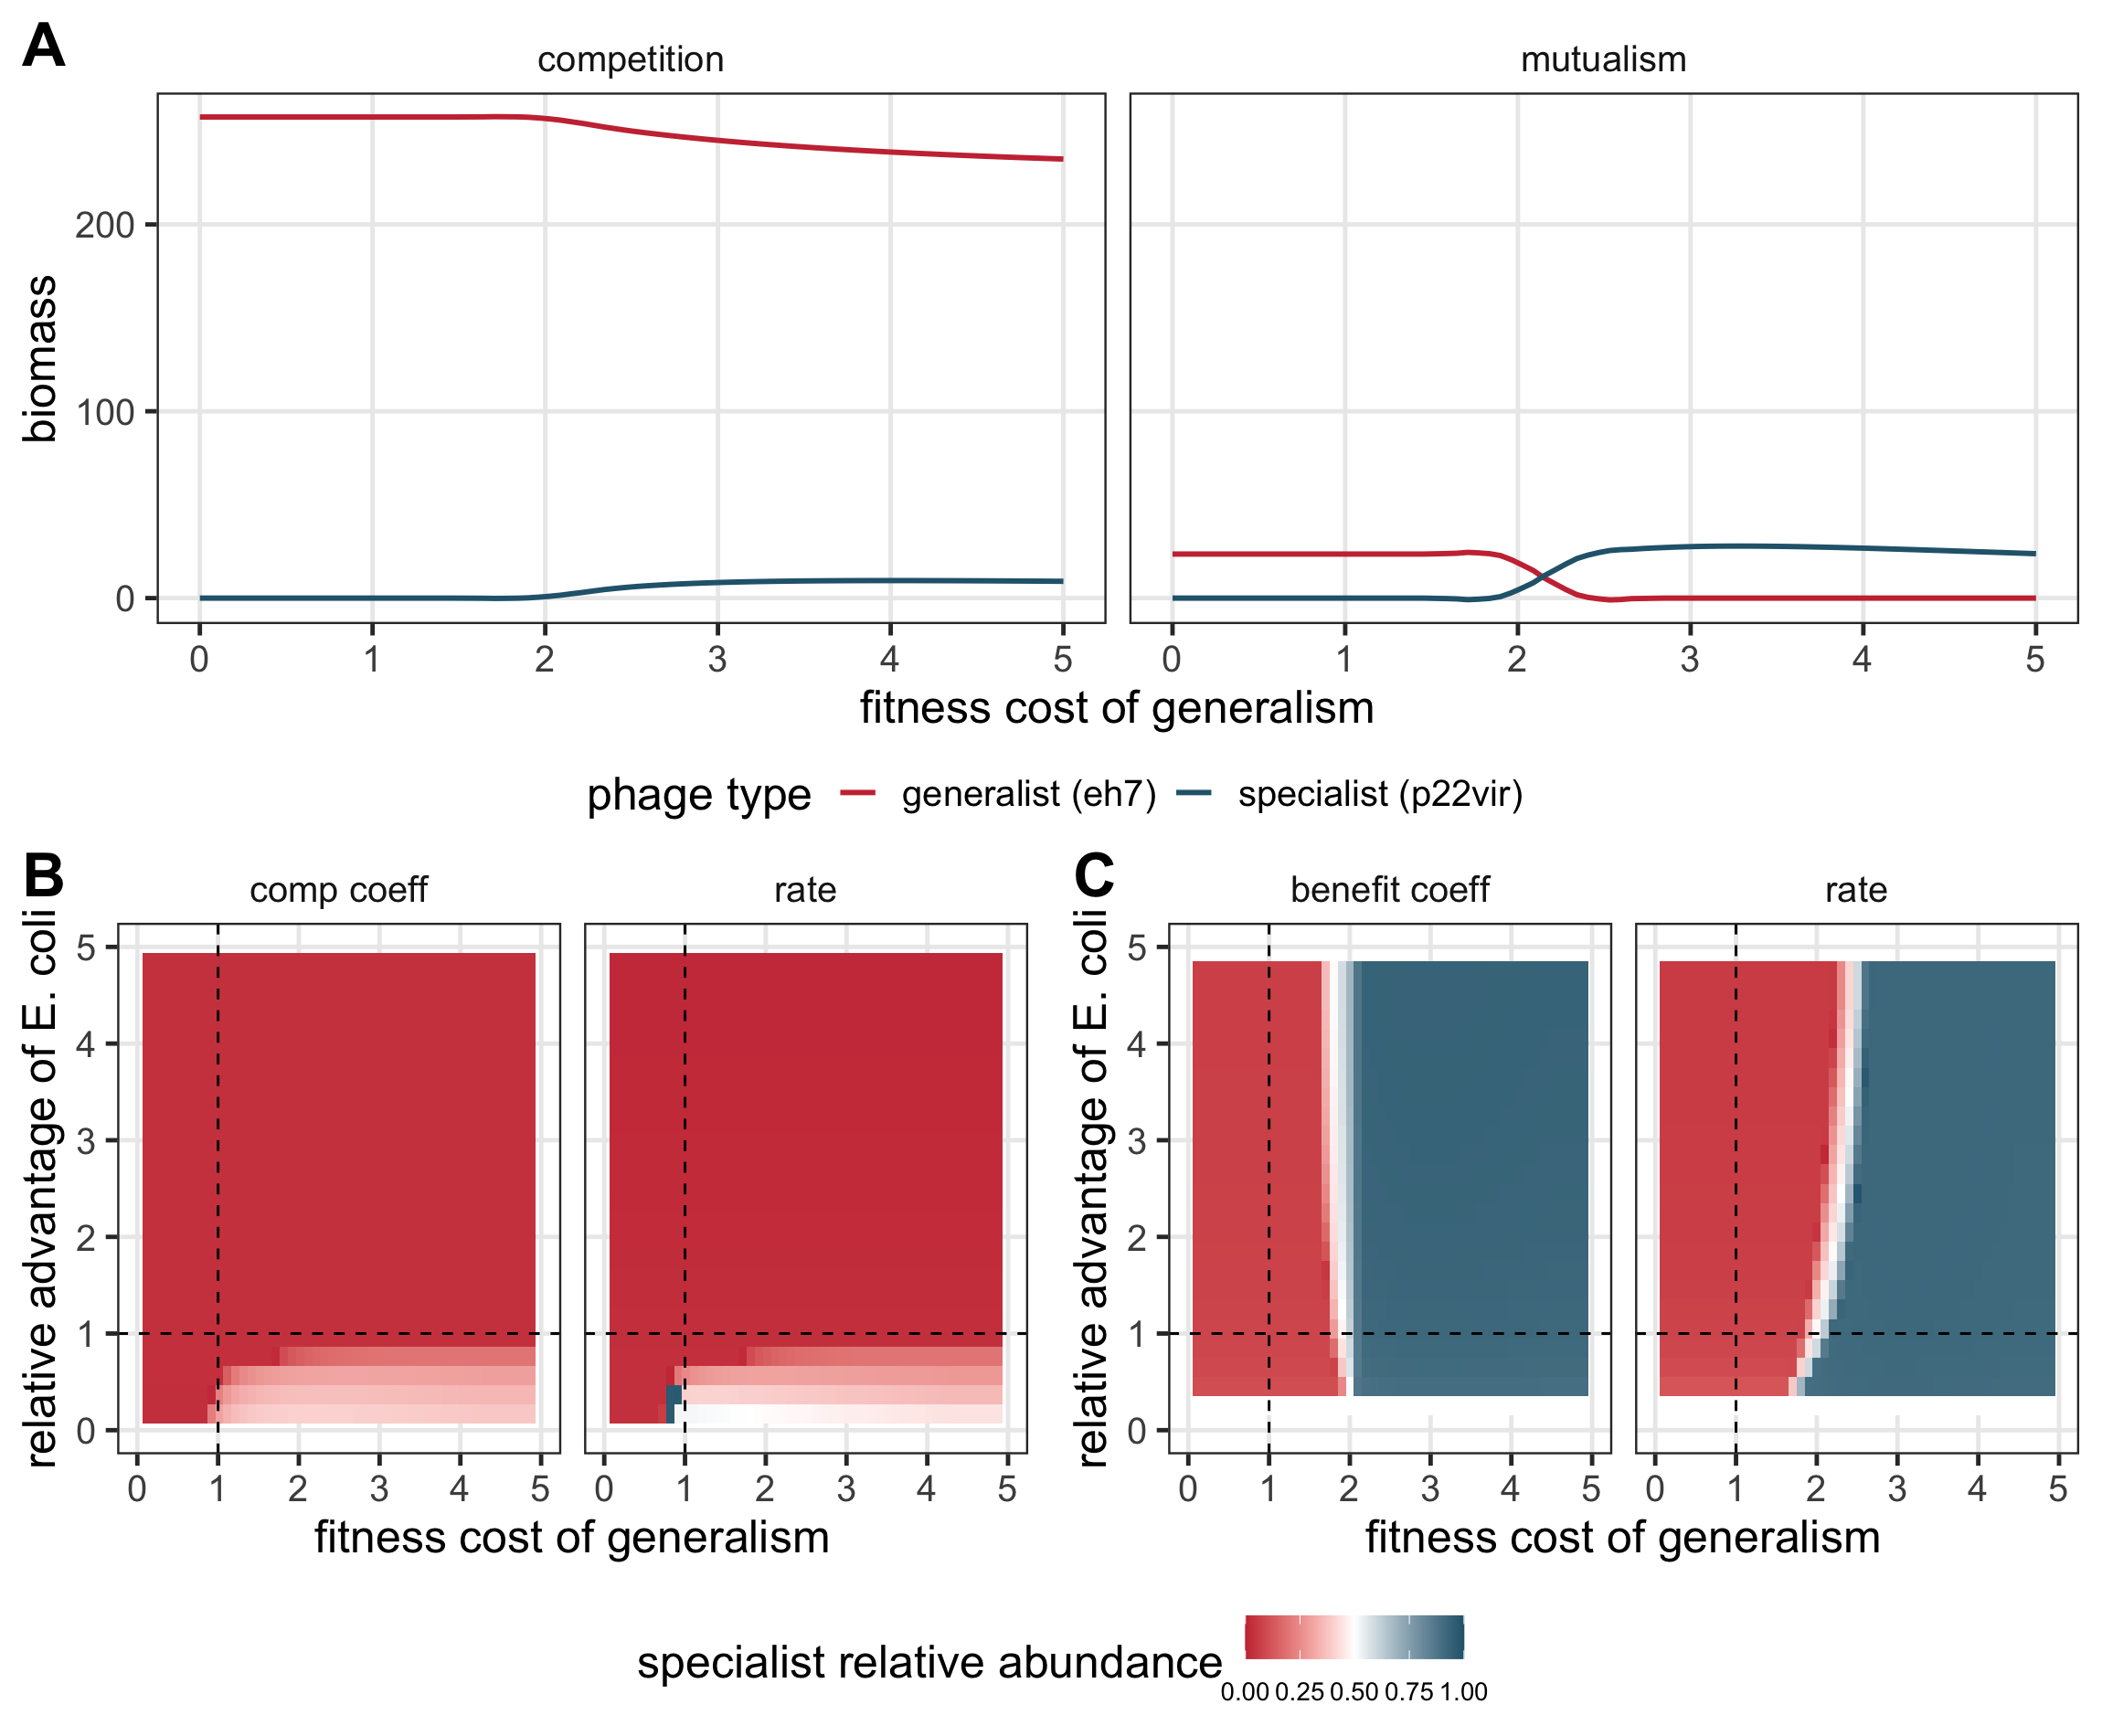 A
competition
mutualism
biomass
200
100
0
0 1 2 3 4 5
0 1 2 3 4 5
fitness cost of generalism
phage type generalist (eh7) specialist (p22vir)
B
comp coeff
rate
relative advantage of E. coli
5
4
3
2
1
0
0 1 2 3 4 5
0 1 2 3 4 5
fitness cost of generalism
C
benefit coeff
rate
relative advantage of E. coli
5
4
3
2
1
0
0 1 2 3 4 5
0 1 2 3 4 5
fitness cost of generalism
specialist relative abundance
0.00 0.25 0.50 0.75 1.00